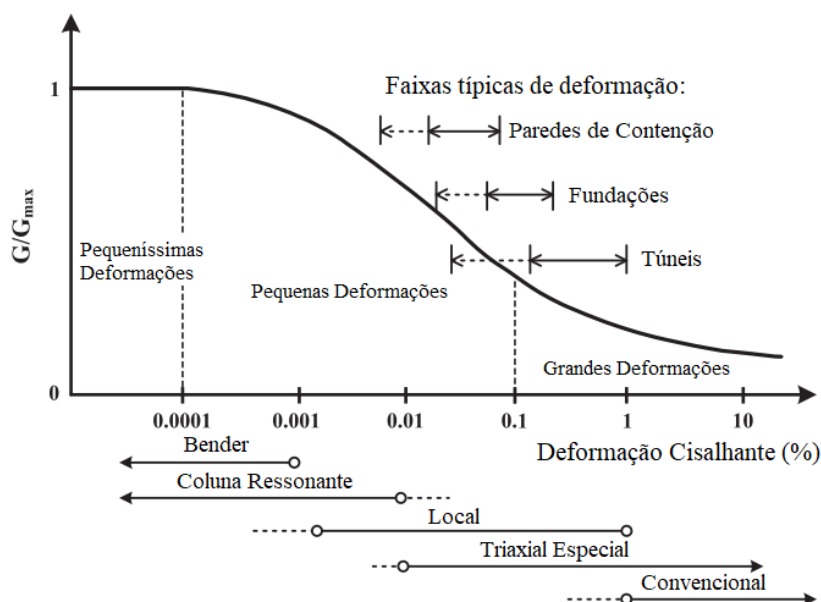 1
Faixas típicas de deformação:
Paredes de Contenção
Fundações
G/Gmax
Pequeníssimas
Deformações
Túneis
Pequenas Deformações
Grandes Deformações
0
0.0001
0.001
0.01
0.1
1
10
Bender
Deformação Cisalhante (%)
Coluna Ressonante
Local
Triaxial Especial
Convencional